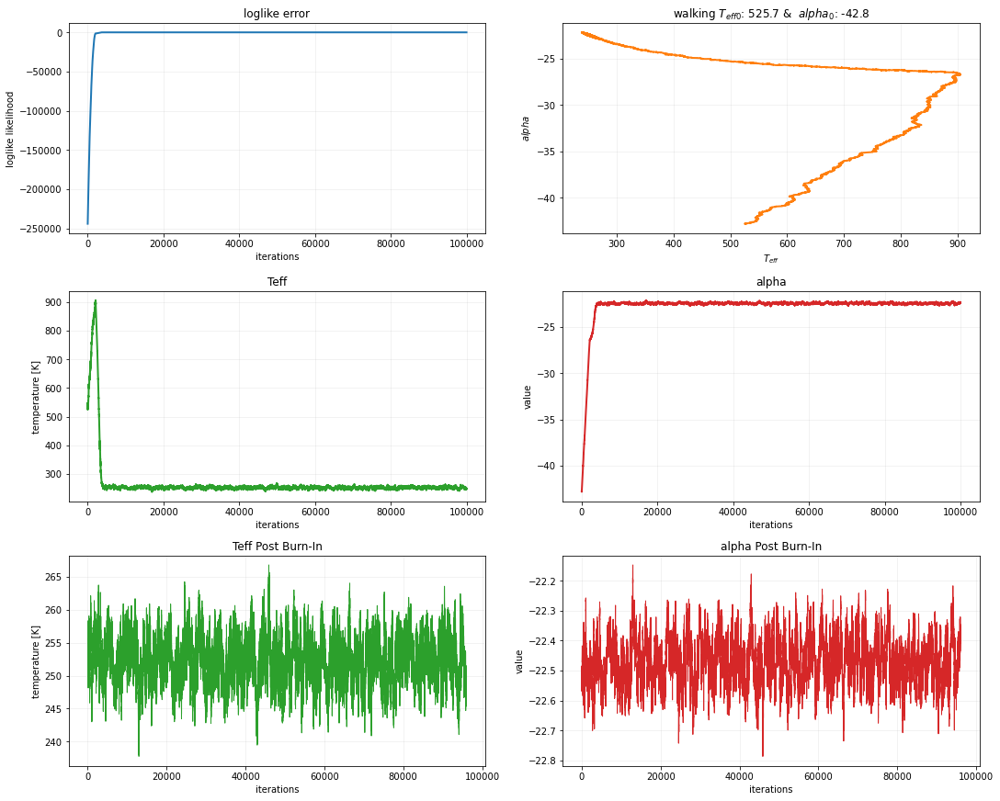 loglike error
loglike likelihood
0
−50000
−100000
−150000
−200000
−250000
0 20000 40000 60000 80000 100000
iterations
walking Teff0: 525.7 & alpha0: -42.8
alpha
−25
−30
−35
−40
300 400 500 600 700 800 900
Teff
Teff
temperature [K]
900
800
700
600
500
400
300
0 20000 40000 60000 80000 100000
iterations
alpha
value
−25
−30
−35
−40
0 20000 40000 60000 80000 100000
iterations
Teff Post Burn-In
temperature [K]
265
260
255
250
245
240
0 20000 40000 60000 80000 100000
iterations
alpha Post Burn-In
value
−22.2
−22.3
−22.4
−22.5
−22.6
−22.7
−22.8
0 20000 40000 60000 80000 100000
iterations